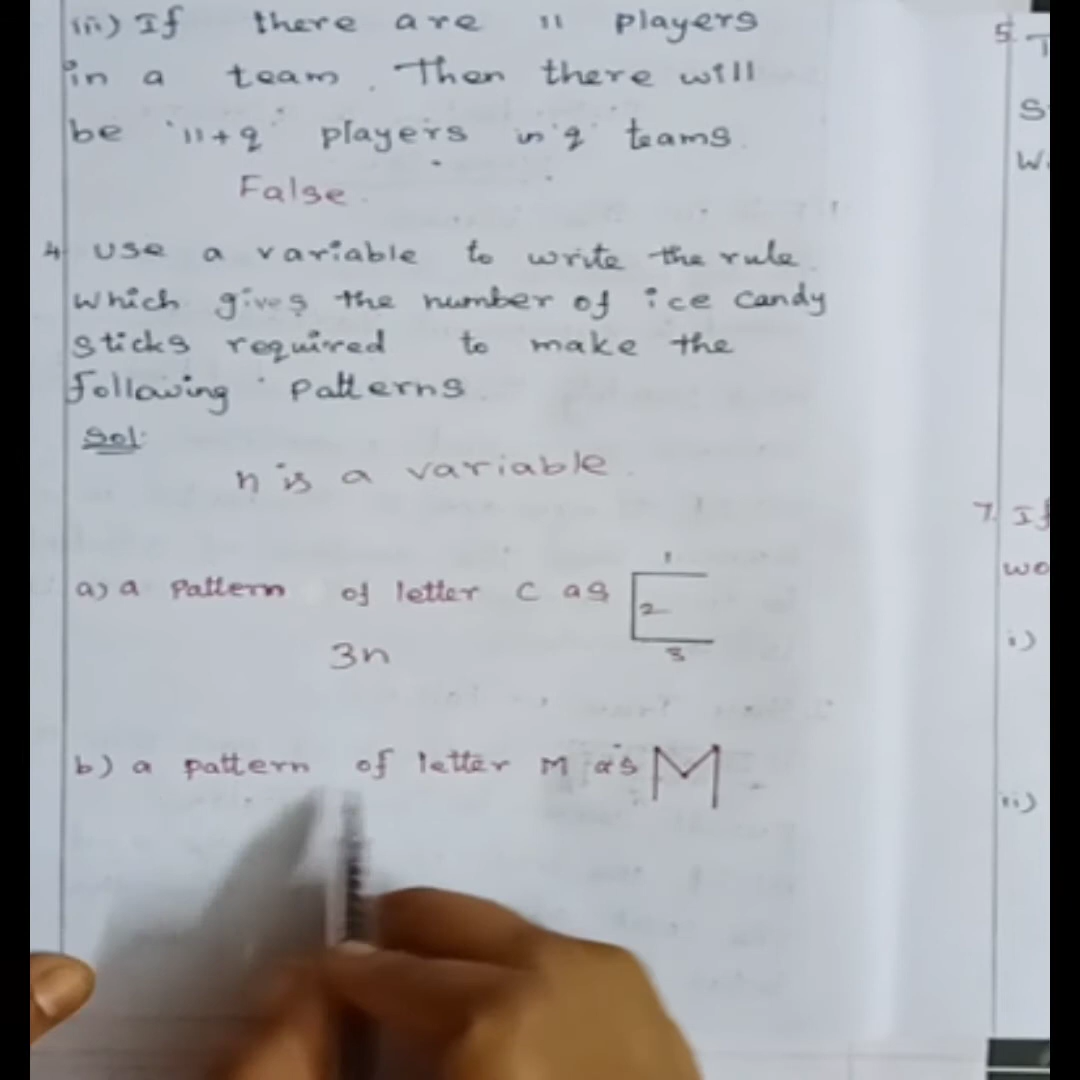 iii) If there are 11 players
in a team. Then there will
be '11+q' players in 'q' teams.
False.
4 Use a variable to write the rule
which gives the number of ice candy
sticks required to make the
following patterns
Sol:
n is a variable.
a) a Pattern of letter C as
1
2
3
3n
b) a pattern of letter M as M
5.
7. If
wo
i)
ii)